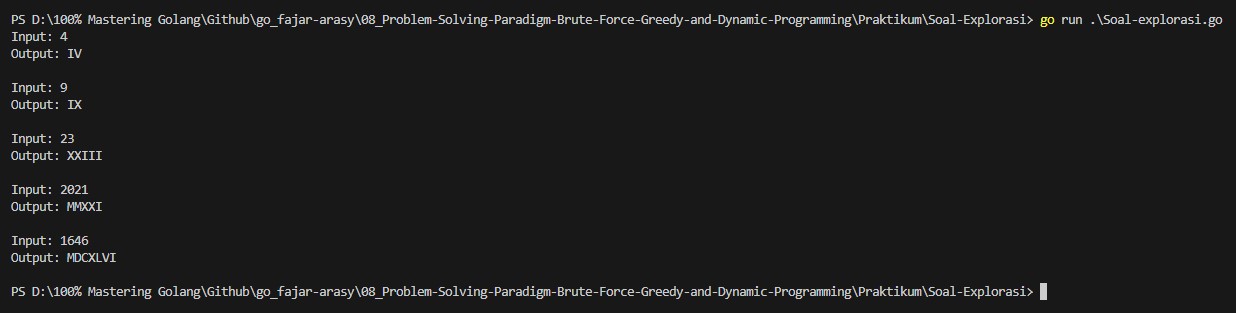 PS D:\100% Mastering Golang\Github\go_fajar-arasy\08_Problem-Solving-Paradigm-Brute-Force-Greedy-and-Dynamic-Programming\Praktikum\Soal-Explorasi> go run .\Soal-explorasi.go
Input: 4
Output: IV
Input: 9
Output: IX
Input: 23
Output: XXIII
Input: 2021
Output: MMXXI
Input: 1646
Output: MDCXLVI
PS D:\100% Mastering Golang\Github\go_fajar-arasy\08_Problem-Solving-Paradigm-Brute-Force-Greedy-and-Dynamic-Programming\Praktikum\Soal-Explorasi>